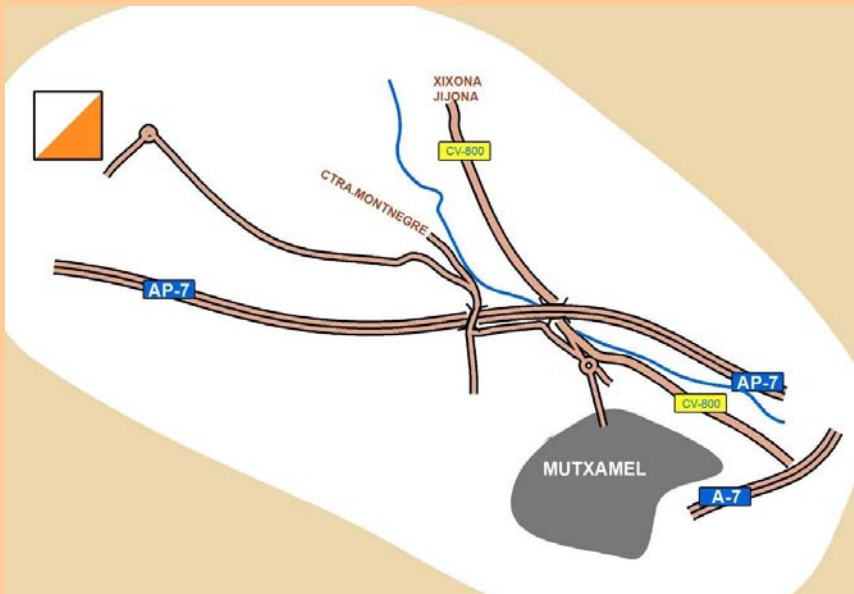 XIXONA
JIJONA
CV-800
CTRA.MONTNEGRE
AP-7
AP-7
CV-800
MUTXAMEL
A-7